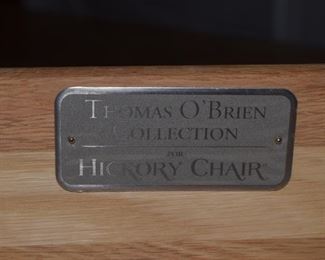 Thomas O'Brien
Collection
for
Hickory Chair